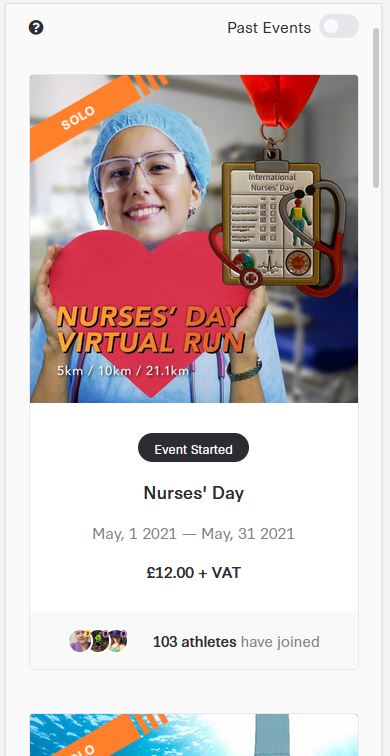 Past Events
SOLO
International
Nurses' Day
NURSES' DAY
VIRTUAL RUN
5km / 10km / 21.1km
Event Started
Nurses' Day
May, 1 2021 — May, 31 2021
£12.00 + VAT
103 athletes have joined
SOLO